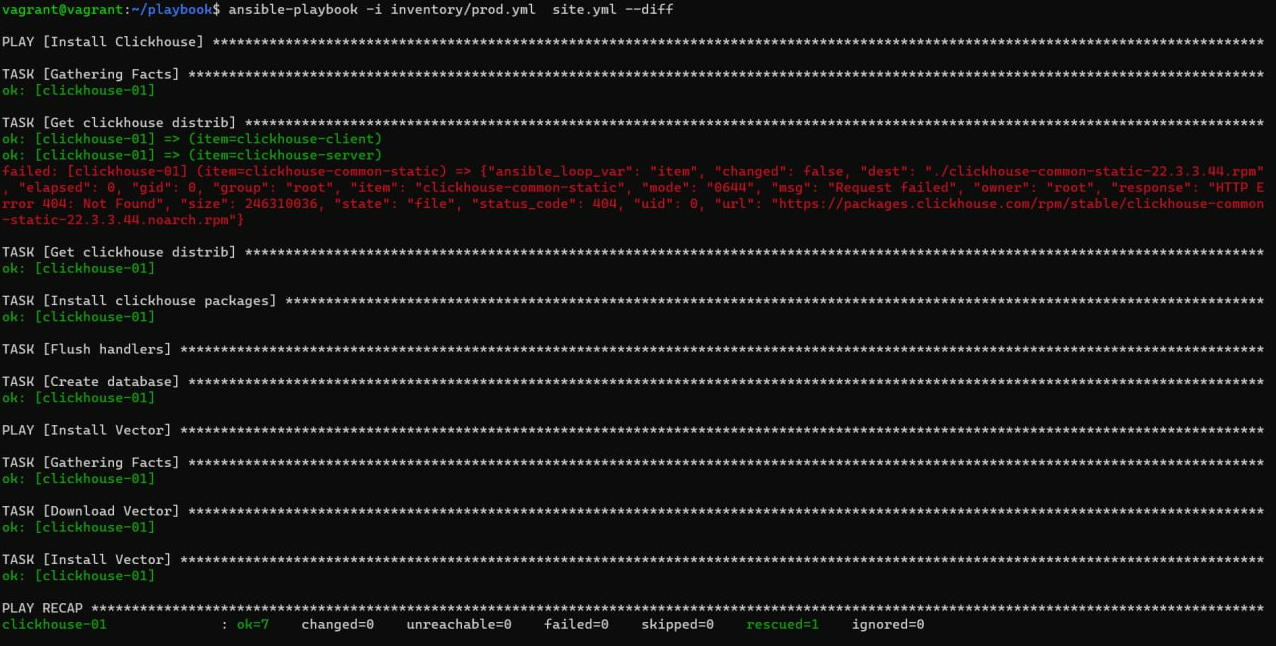 vagrant@vagrant:~/playbook$ ansible-playbook -i inventory/prod.yml  site.yml --diff
PLAY [Install Clickhouse] **********************************************************************************************************************************
TASK [Gathering Facts] *************************************************************************************************************************************
ok: [clickhouse-01]
TASK [Get clickhouse distrib] ******************************************************************************************************************************
ok: [clickhouse-01] => (item=clickhouse-client)
ok: [clickhouse-01] => (item=clickhouse-server)
failed: [clickhouse-01] (item=clickhouse-common-static) => {"ansible_loop_var": "item", "changed": false, "dest": "./clickhouse-common-static-22.3.3.44.rpm"
, "elapsed": 0, "gid": 0, "group": "root", "item": "clickhouse-common-static", "mode": "0644", "msg": "Request failed", "owner": "root", "response": "HTTP E
rror 404: Not Found", "size": 246310036, "state": "file", "status_code": 404, "uid": 0, "url": "https://packages.clickhouse.com/rpm/stable/clickhouse-common
-static-22.3.3.44.noarch.rpm"}
TASK [Get clickhouse distrib] ******************************************************************************************************************************
ok: [clickhouse-01]
TASK [Install clickhouse packages] *************************************************************************************************************************
ok: [clickhouse-01]
TASK [Flush handlers] **************************************************************************************************************************************
TASK [Create database] *************************************************************************************************************************************
ok: [clickhouse-01]
PLAY [Install Vector] **************************************************************************************************************************************
TASK [Gathering Facts] *************************************************************************************************************************************
ok: [clickhouse-01]
TASK [Download Vector] *************************************************************************************************************************************
ok: [clickhouse-01]
TASK [Install Vector] **************************************************************************************************************************************
ok: [clickhouse-01]
PLAY RECAP *************************************************************************************************************************************************
clickhouse-01              : ok=7    changed=0    unreachable=0    failed=0    skipped=0    rescued=1    ignored=0